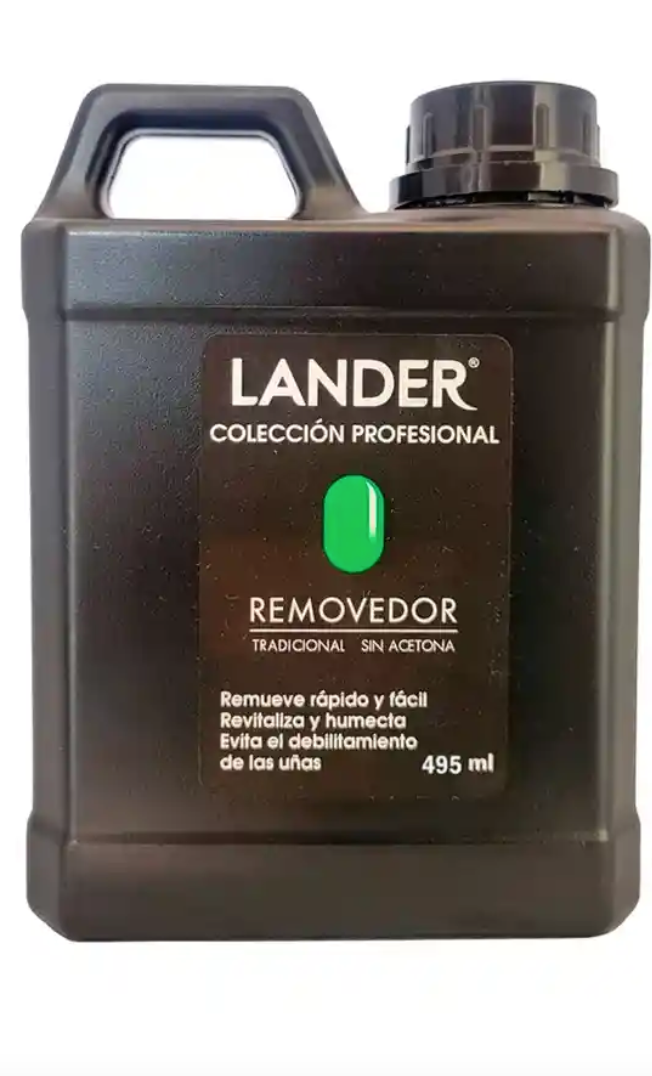 LANDER®
COLECCIÓN PROFESIONAL
REMOVEDOR
TRADICIONAL SIN ACETONA
Remueve rápido y fácil
Revitaliza y humecta
Evita el debilitamiento
de las uñas 495 ml